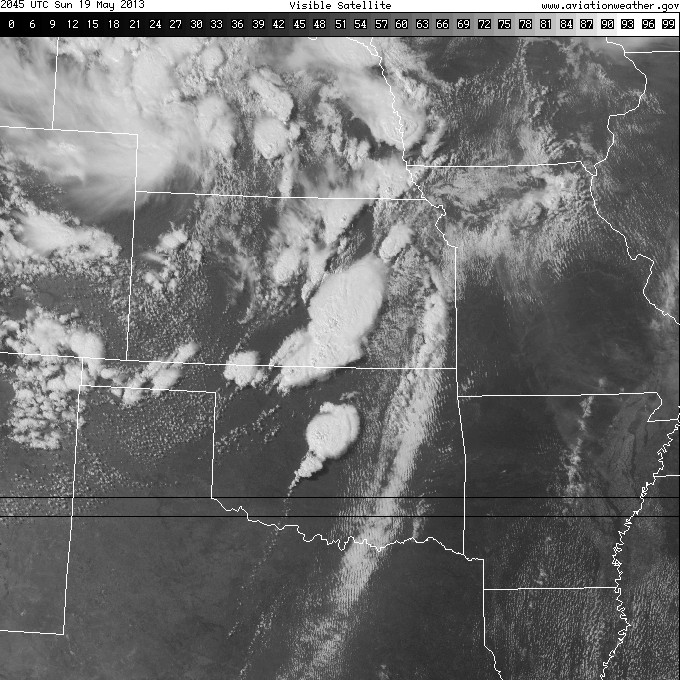 2045 UTC Sun 19 May 2013 Visible Satellite www.aviationweather.gov
0 6 9 12 15 18 21 24 27 30 33 36 39 42 45 48 51 54 57 60 63 66 69 72 75 78 81 84 87 90 93 96 99